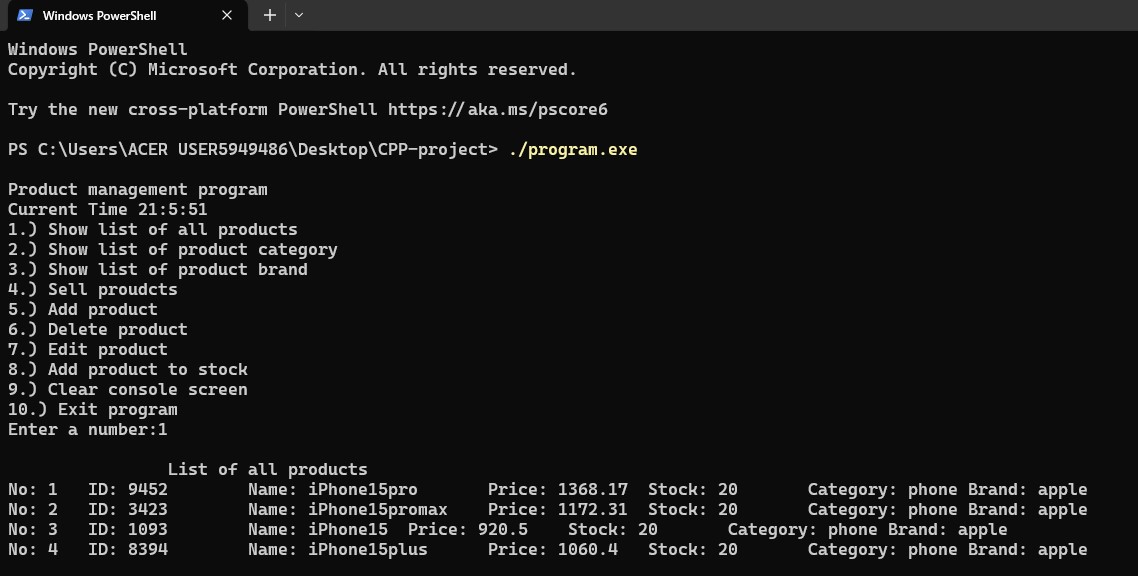 Windows PowerShell
Windows PowerShell
Copyright (C) Microsoft Corporation. All rights reserved.
Try the new cross-platform PowerShell https://aka.ms/pscore6
PS C:\Users\ACER USER5949486\Desktop\CPP-project> ./program.exe
Product management program
Current Time 21:5:51
1.) Show list of all products
2.) Show list of product category
3.) Show list of product brand
4.) Sell proudcts
5.) Add product
6.) Delete product
7.) Edit product
8.) Add product to stock
9.) Clear console screen
10.) Exit program
Enter a number:1
List of all products
No: 1 ID: 9452 Name: iPhone15pro Price: 1368.17 Stock: 20 Category: phone Brand: apple
No: 2 ID: 3423 Name: iPhone15promax Price: 1172.31 Stock: 20 Category: phone Brand: apple
No: 3 ID: 1093 Name: iPhone15 Price: 920.5 Stock: 20 Category: phone Brand: apple
No: 4 ID: 8394 Name: iPhone15plus Price: 1060.4 Stock: 20 Category: phone Brand: apple